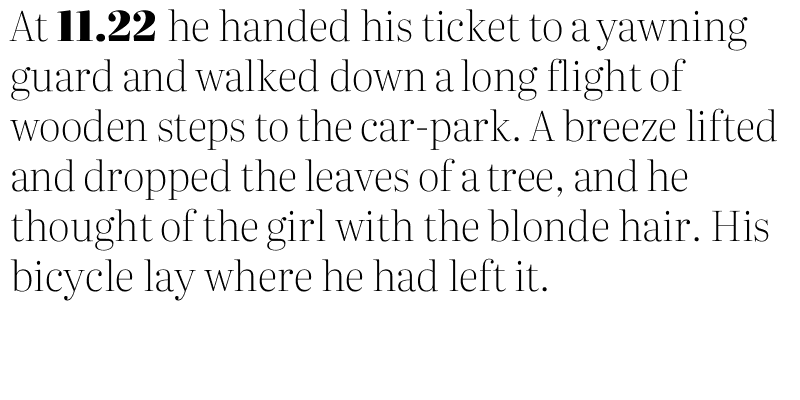 At 11.22 he handed his ticket to a yawning
guard and walked down a long flight of
wooden steps to the car-park. A breeze lifted
and dropped the leaves of a tree, and he
thought of the girl with the blonde hair. His
bicycle lay where he had left it.